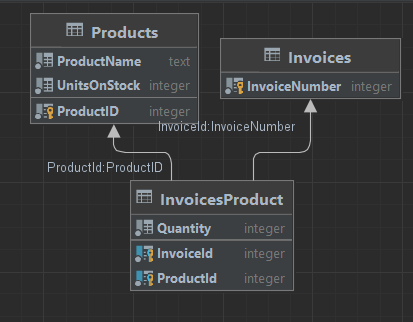 Products
ProductName text
UnitsOnStock integer
ProductID integer
Invoices
InvoiceNumber integer
InvoiceId:InvoiceNumber
ProductId:ProductID
InvoicesProduct
Quantity integer
InvoiceId integer
ProductId integer